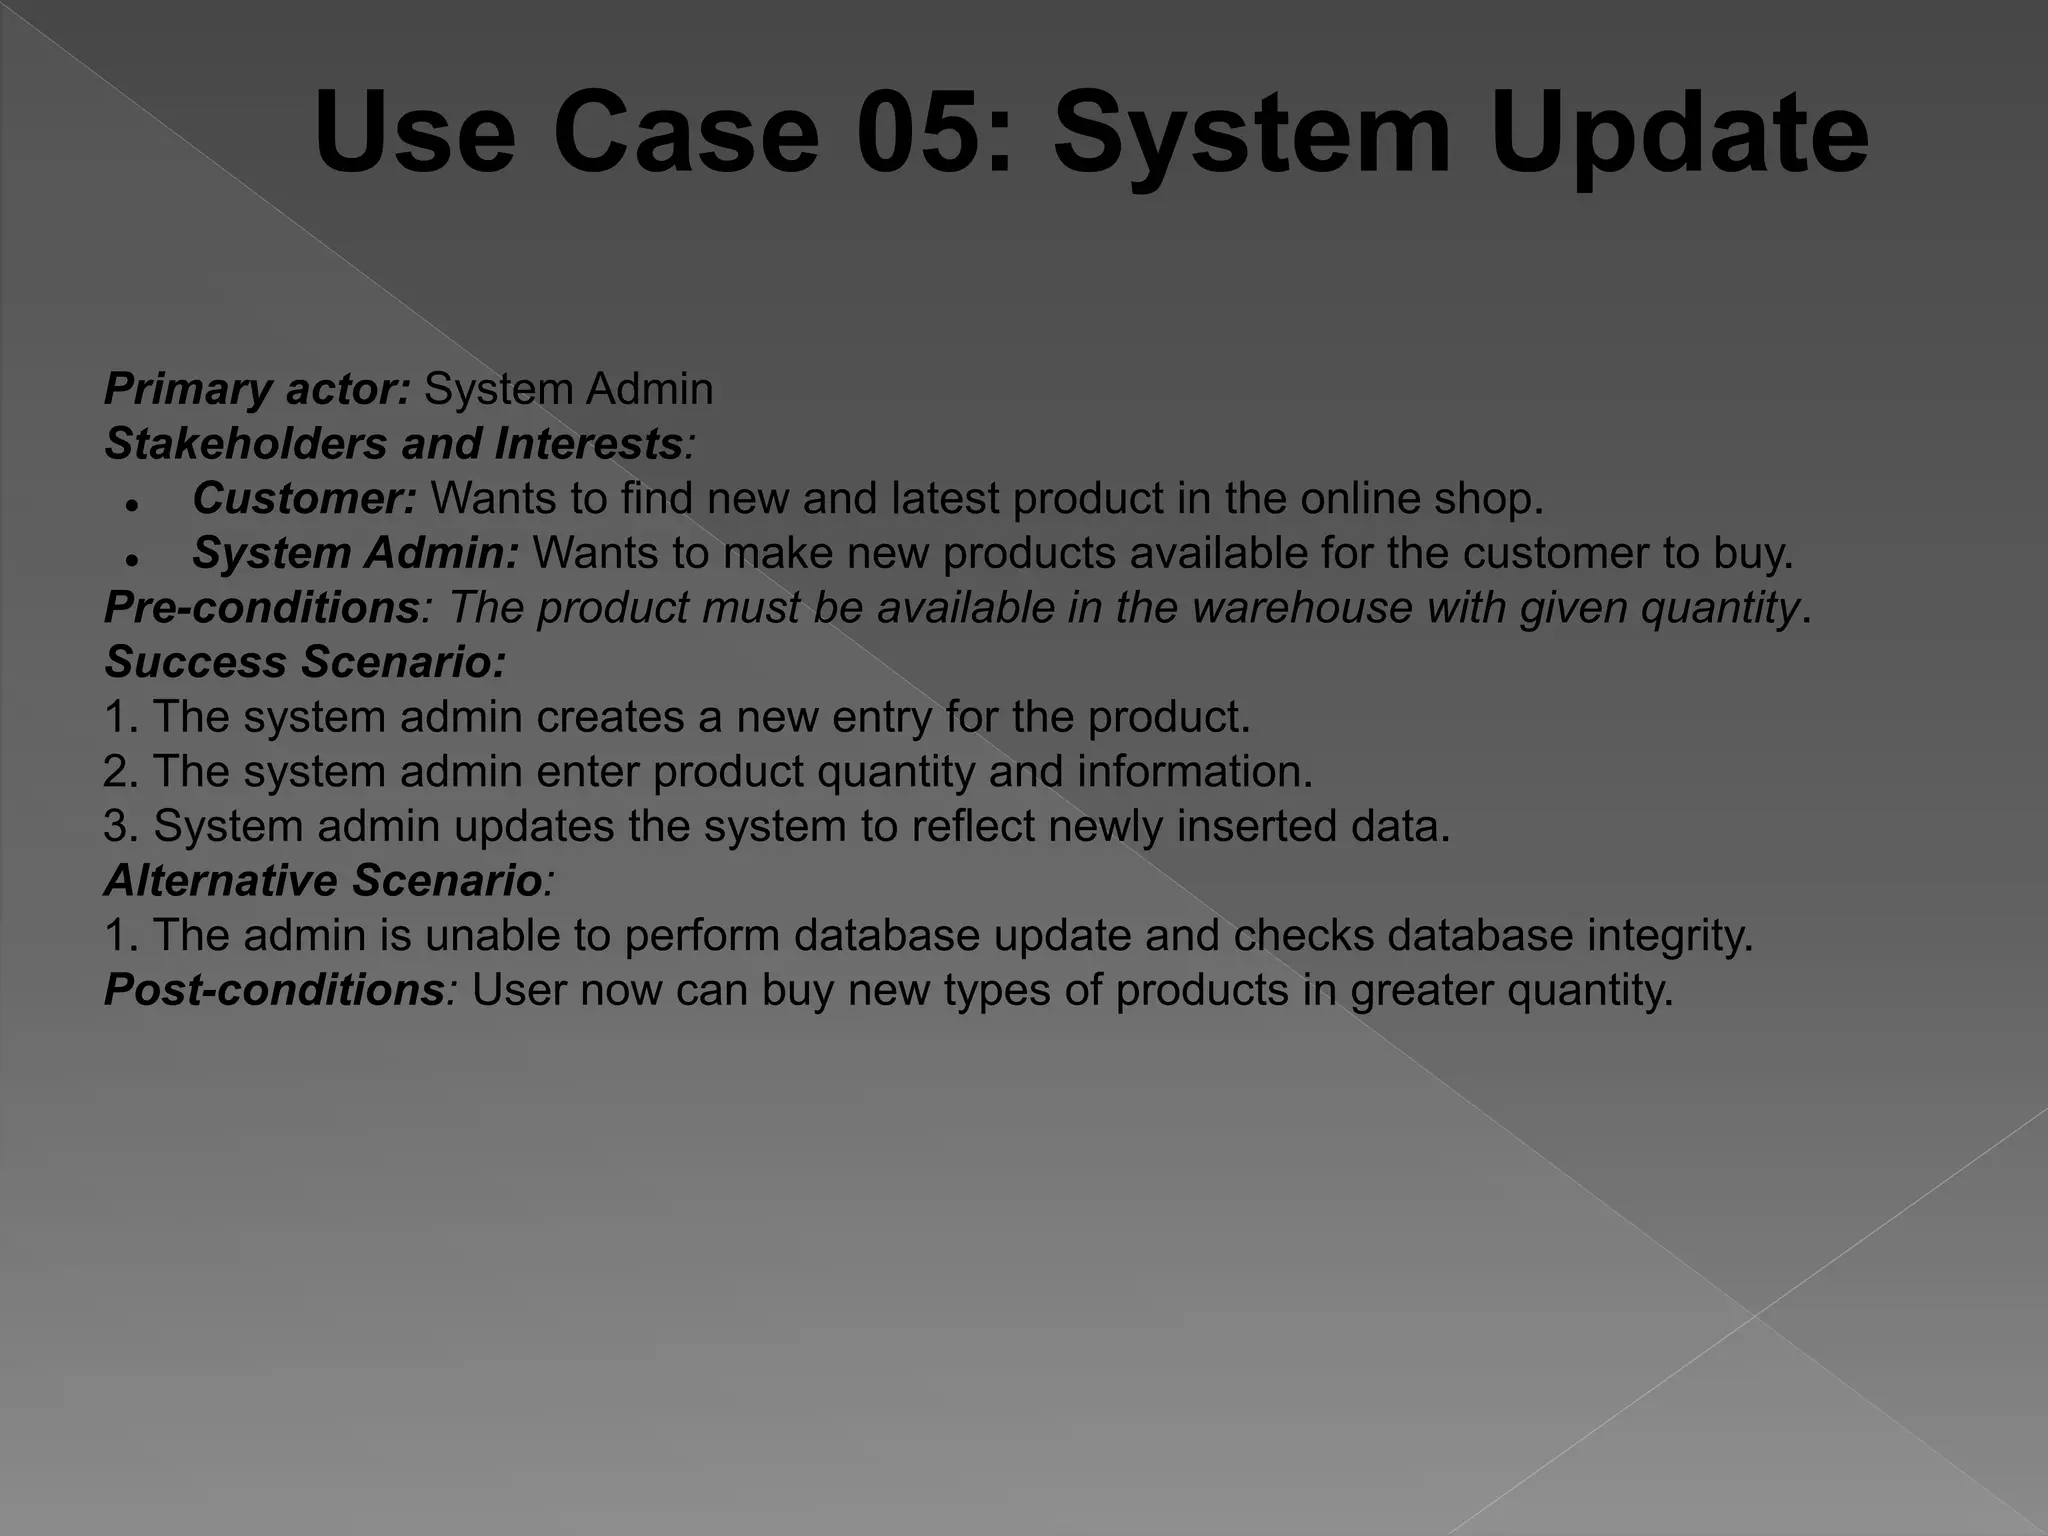 Use Case 05: System Update
Primary actor: System Admin
Stakeholders and Interests:
● Customer: Wants to find new and latest product in the online shop.
● System Admin: Wants to make new products available for the customer to buy.
Pre-conditions: The product must be available in the warehouse with given quantity.
Success Scenario:
1. The system admin creates a new entry for the product.
2. The system admin enter product quantity and information.
3. System admin updates the system to reflect newly inserted data.
Alternative Scenario:
1. The admin is unable to perform database update and checks database integrity.
Post-conditions: User now can buy new types of products in greater quantity.